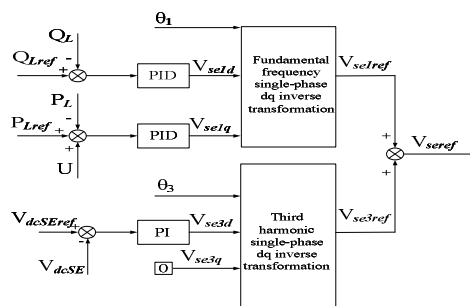 θ1
QL
-
QLref
+
PID
Vse1d
Fundamental
frequency
single-phase
dq inverse
transformation
Vse1ref
PL
-
PLref
+
+
U
PID
Vse1q
+
+
Vseref
θ3
VdcSEref
+
-
VdcSE
PI
Vse3d
0
Vse3q
Third
harmonic
single-phase
dq inverse
transformation
Vse3ref